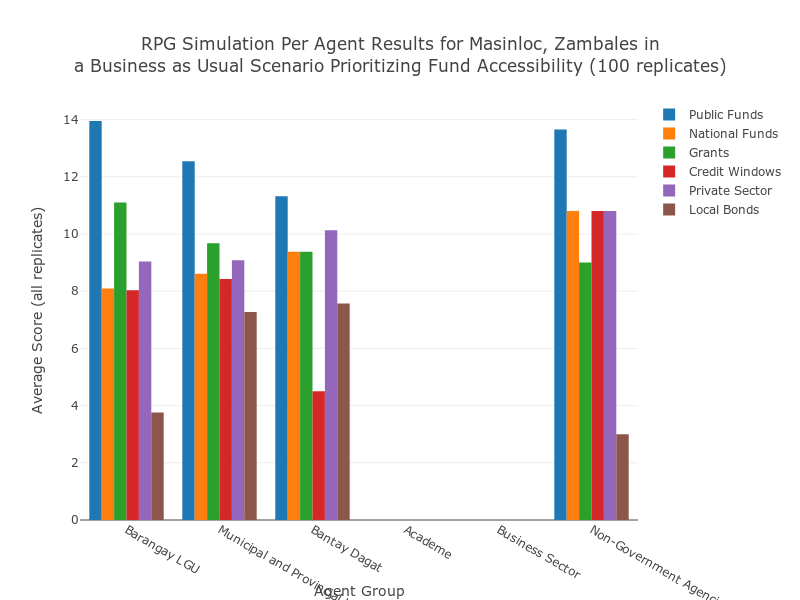 RPG Simulation Per Agent Results for Masinloc, Zambales in
a Business as Usual Scenario Prioritizing Fund Accessibility (100 replicates)
Public Funds
National Funds
Grants
Credit Windows
Private Sector
Local Bonds
Average Score (all replicates)
14
12
10
8
6
4
2
0
Barangay LGU
Municipal and
Bantay Dagat
Academe
Business Sector
Non-Government
Agent Group